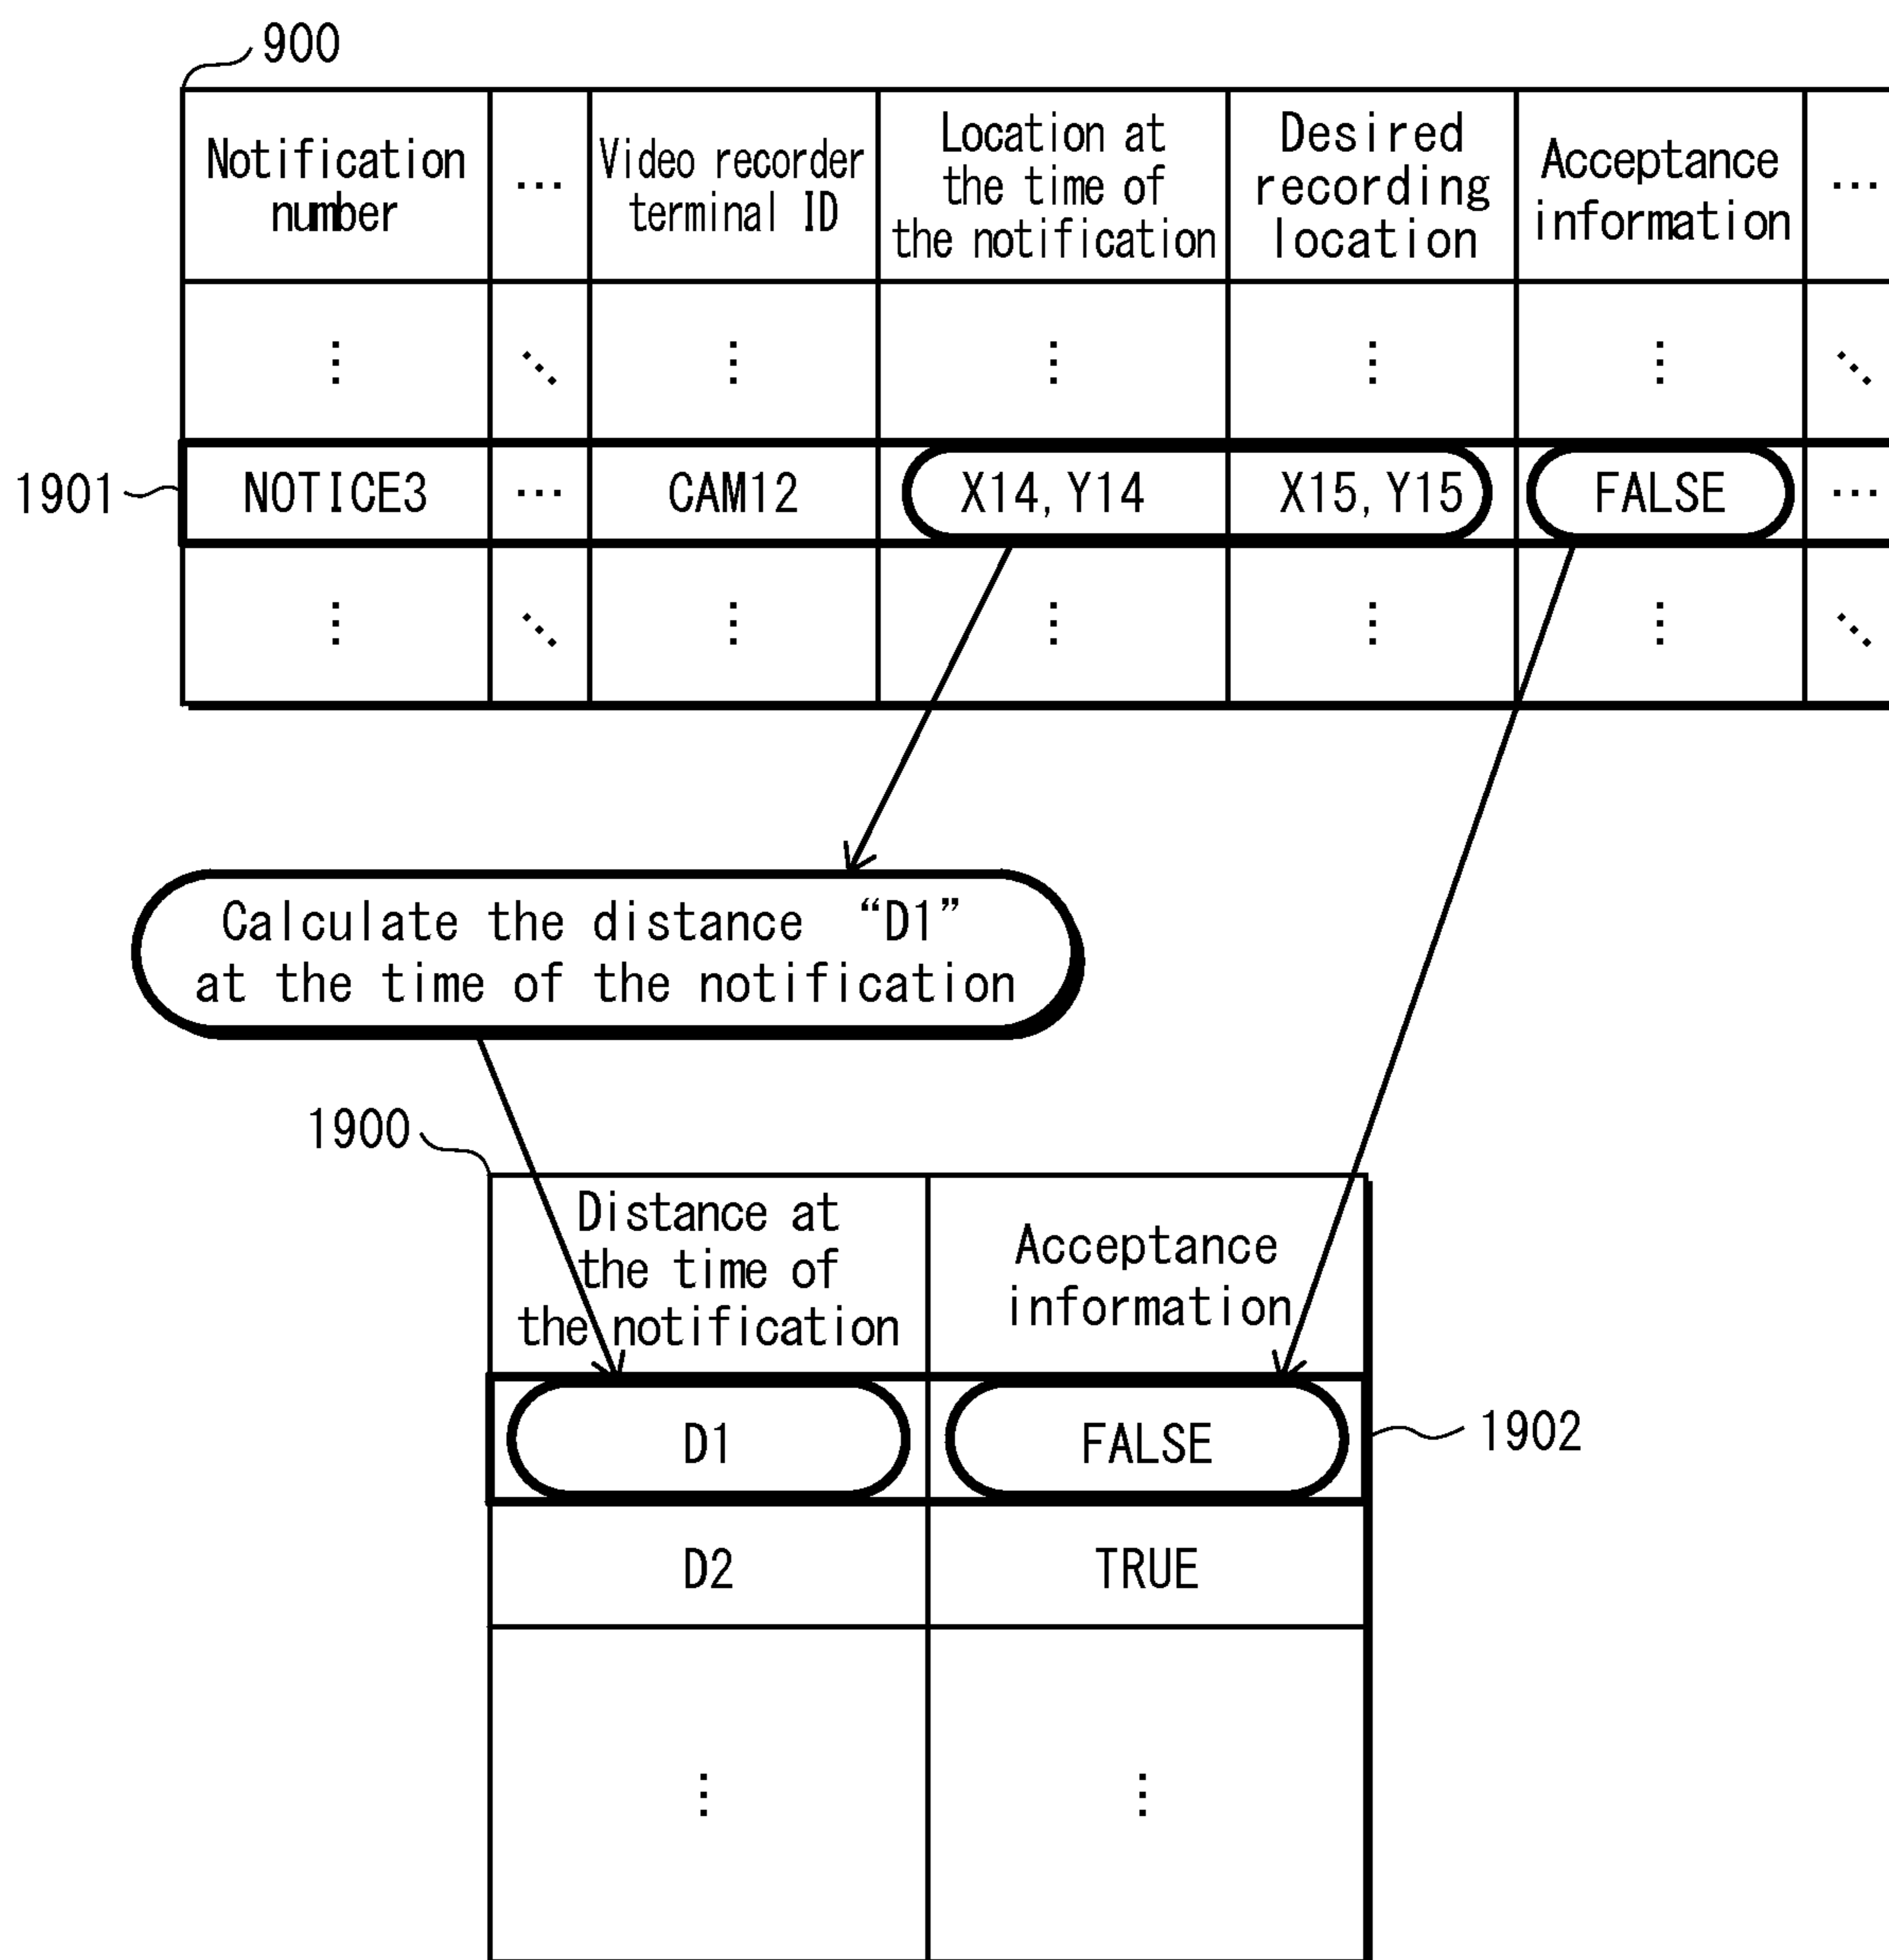 900
Notification
number
...
Video recorder
terminal ID
Location at
the time of
the notification
Desired
recording
location
Acceptance
information
...
1901
NOTICE3
...
CAM12
X14, Y14
X15, Y15
FALSE
...
Calculate the distance “D1”
at the time of the notification
1900
Distance at
the time of
the notification
Acceptance
information
D1
FALSE
1902
D2
TRUE